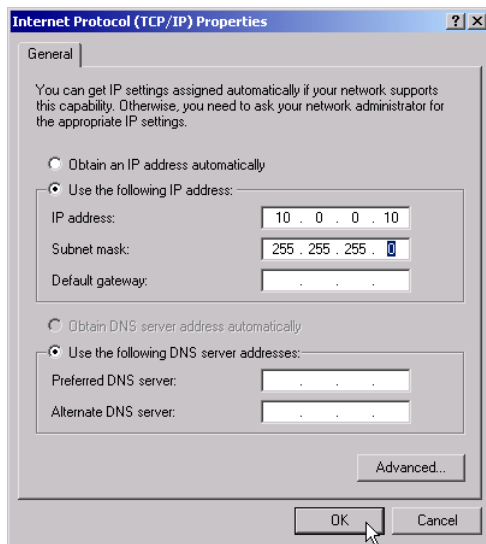 Internet Protocol (TCP/IP) Properties
General
You can get IP settings assigned automatically if your network supports
this capability. Otherwise, you need to ask your network administrator for
the appropriate IP settings.
Obtain an IP address automatically
Use the following IP address:
IP address: 10 . 0 . 0 . 10
Subnet mask: 255 . 255 . 255 . 0
Default gateway: . . .
Obtain DNS server address automatically
Use the following DNS server addresses:
Preferred DNS server: . . .
Alternate DNS server: . . .
Advanced...
OK Cancel